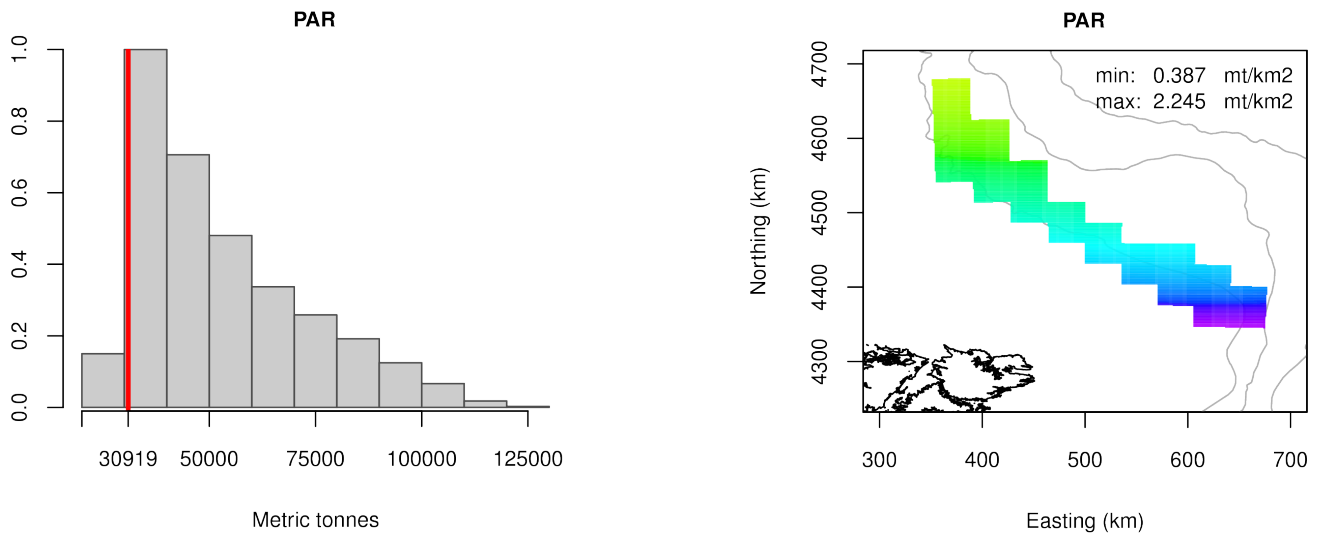 PAR
1.0
0.8
0.6
0.4
0.2
0.0
30919 50000 75000 100000 125000
Metric tonnes
PAR
min: 0.387 mt/km2
max: 2.245 mt/km2
4700
4600
4500
4400
4300
Northing (km)
300 400 500 600 700
Easting (km)